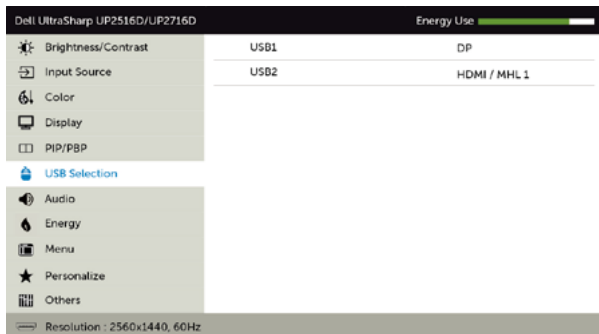 Dell UltraSharp UP2516D/UP2716D Energy Use
Brightness/Contrast USB1 DP
Input Source USB2 HDMI / MHL 1
Color
Display
PIP/PBP
USB Selection
Audio
Energy
Menu
Personalize
Others
Resolution : 2560x1440, 60Hz